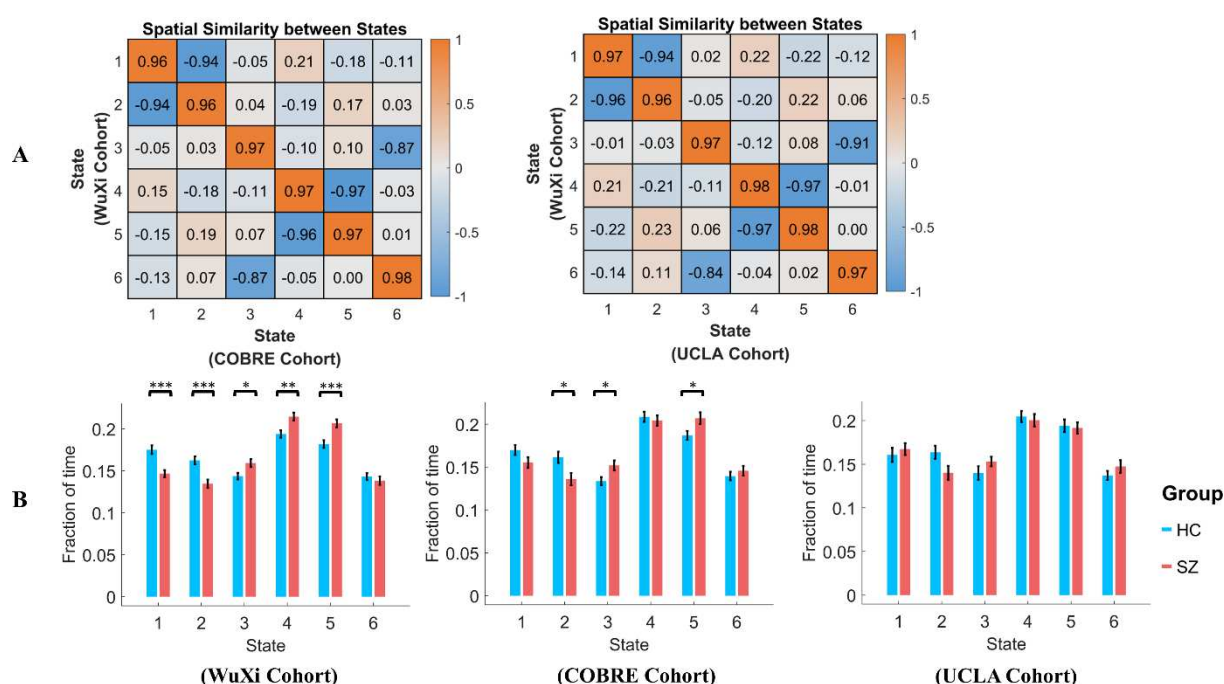 Spatial Similarity between States
1 0.96 -0.94 -0.05 0.21 -0.18 -0.11
2 -0.94 0.96 0.04 -0.19 0.17 0.03
3 -0.05 0.03 0.97 -0.10 0.10 -0.87
4 0.15 -0.18 -0.11 0.97 -0.97 -0.03
5 -0.15 0.19 0.07 -0.96 0.97 0.01
6 -0.13 0.07 -0.87 -0.05 0.00 0.98
1 2 3 4 5 6
State
(COBRE Cohort)
State
(WuXi Cohort)
1
0.5
0
-0.5
-1
A
Spatial Similarity between States
1 0.97 -0.94 0.02 0.22 -0.22 -0.12
2 -0.96 0.96 -0.05 -0.20 0.22 0.06
3 -0.01 -0.03 0.97 -0.12 0.08 -0.91
4 0.21 -0.21 -0.11 0.98 -0.97 -0.01
5 -0.22 0.23 0.06 -0.97 0.98 0.00
6 -0.14 0.11 -0.84 -0.04 0.02 0.97
1 2 3 4 5 6
State
(UCLA Cohort)
State
(WuXi Cohort)
1
0.5
0
-0.5
-1
B
*** *** * ** ***
Fraction of time
0.2
0.15
0.1
0.05
0
1 2 3 4 5 6
State
(WuXi Cohort)
* * *
Fraction of time
0.2
0.15
0.1
0.05
0
1 2 3 4 5 6
State
(COBRE Cohort)
Fraction of time
0.2
0.15
0.1
0.05
0
1 2 3 4 5 6
State
(UCLA Cohort)
Group
HC
SZ